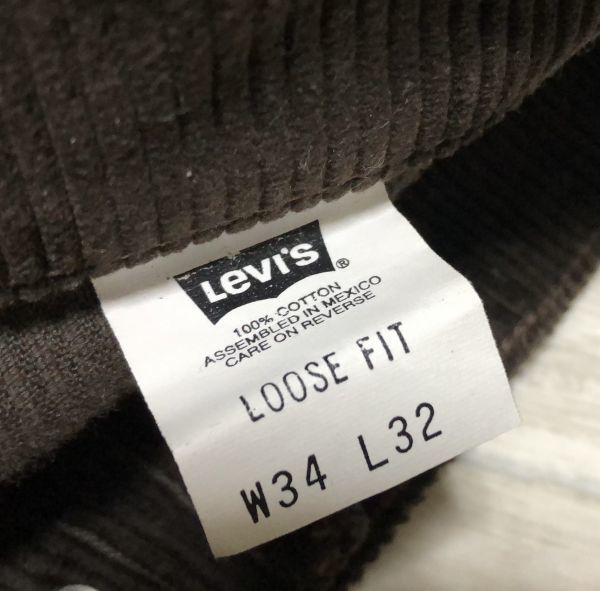 Levi's®
100% COTTON
ASSEMBLED IN MEXICO
CARE ON REVERSE
LOOSE FIT
W34 L32